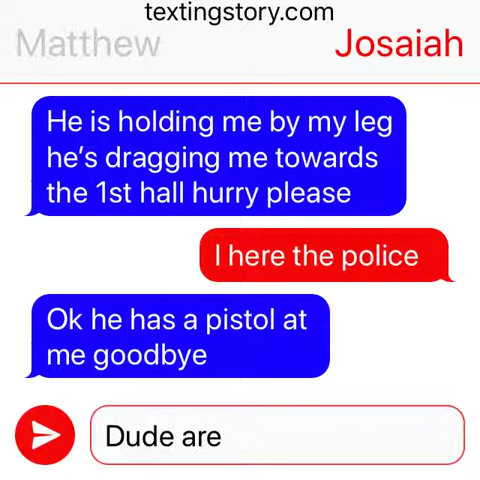 textingstory.com
Matthew Josaiah
He is holding me by my leg
he's dragging me towards
the 1st hall hurry please
I here the police
Ok he has a pistol at
me goodbye
Dude are